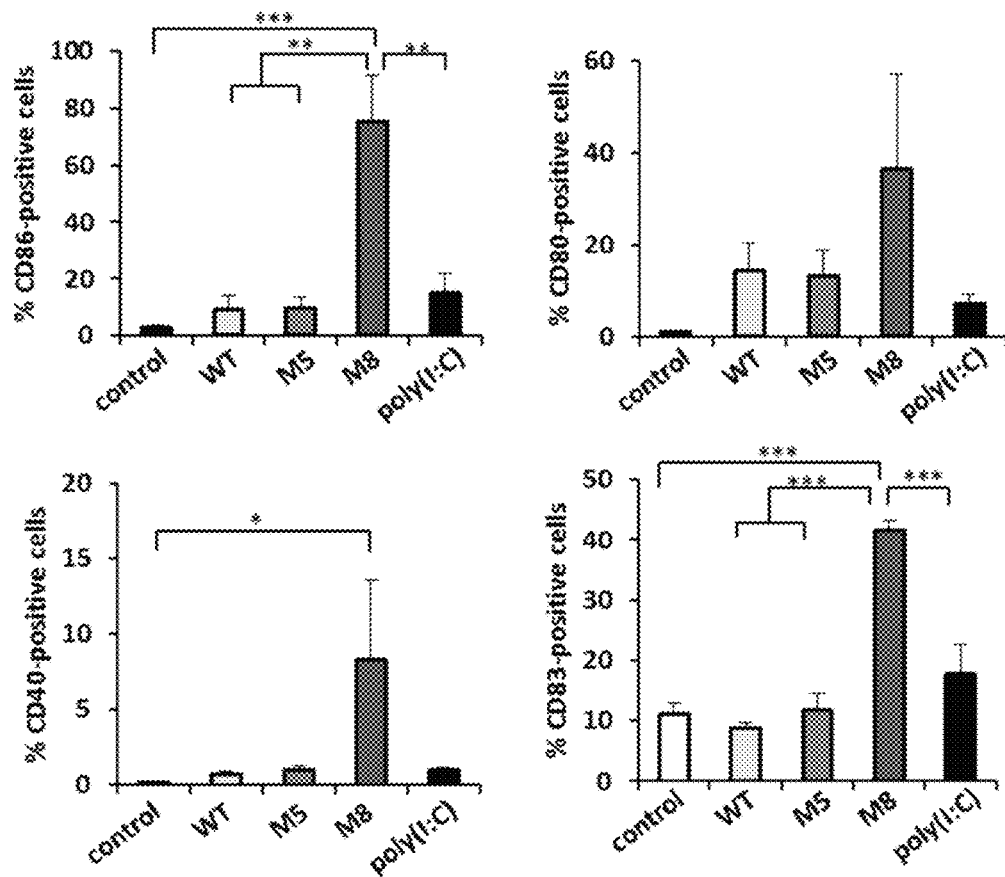 % CD86-positive cells
100
80
60
40
20
0
***
**
**
control
WT
M5
M8
poly(I:C)
% CD80-positive cells
60
40
20
0
control
WT
M5
M8
poly(I:C)
% CD40-positive cells
20
15
10
5
0
*
control
WT
M5
M8
poly(I:C)
% CD83-positive cells
50
40
30
20
10
0
***
***
***
control
WT
M5
M8
poly(I:C)